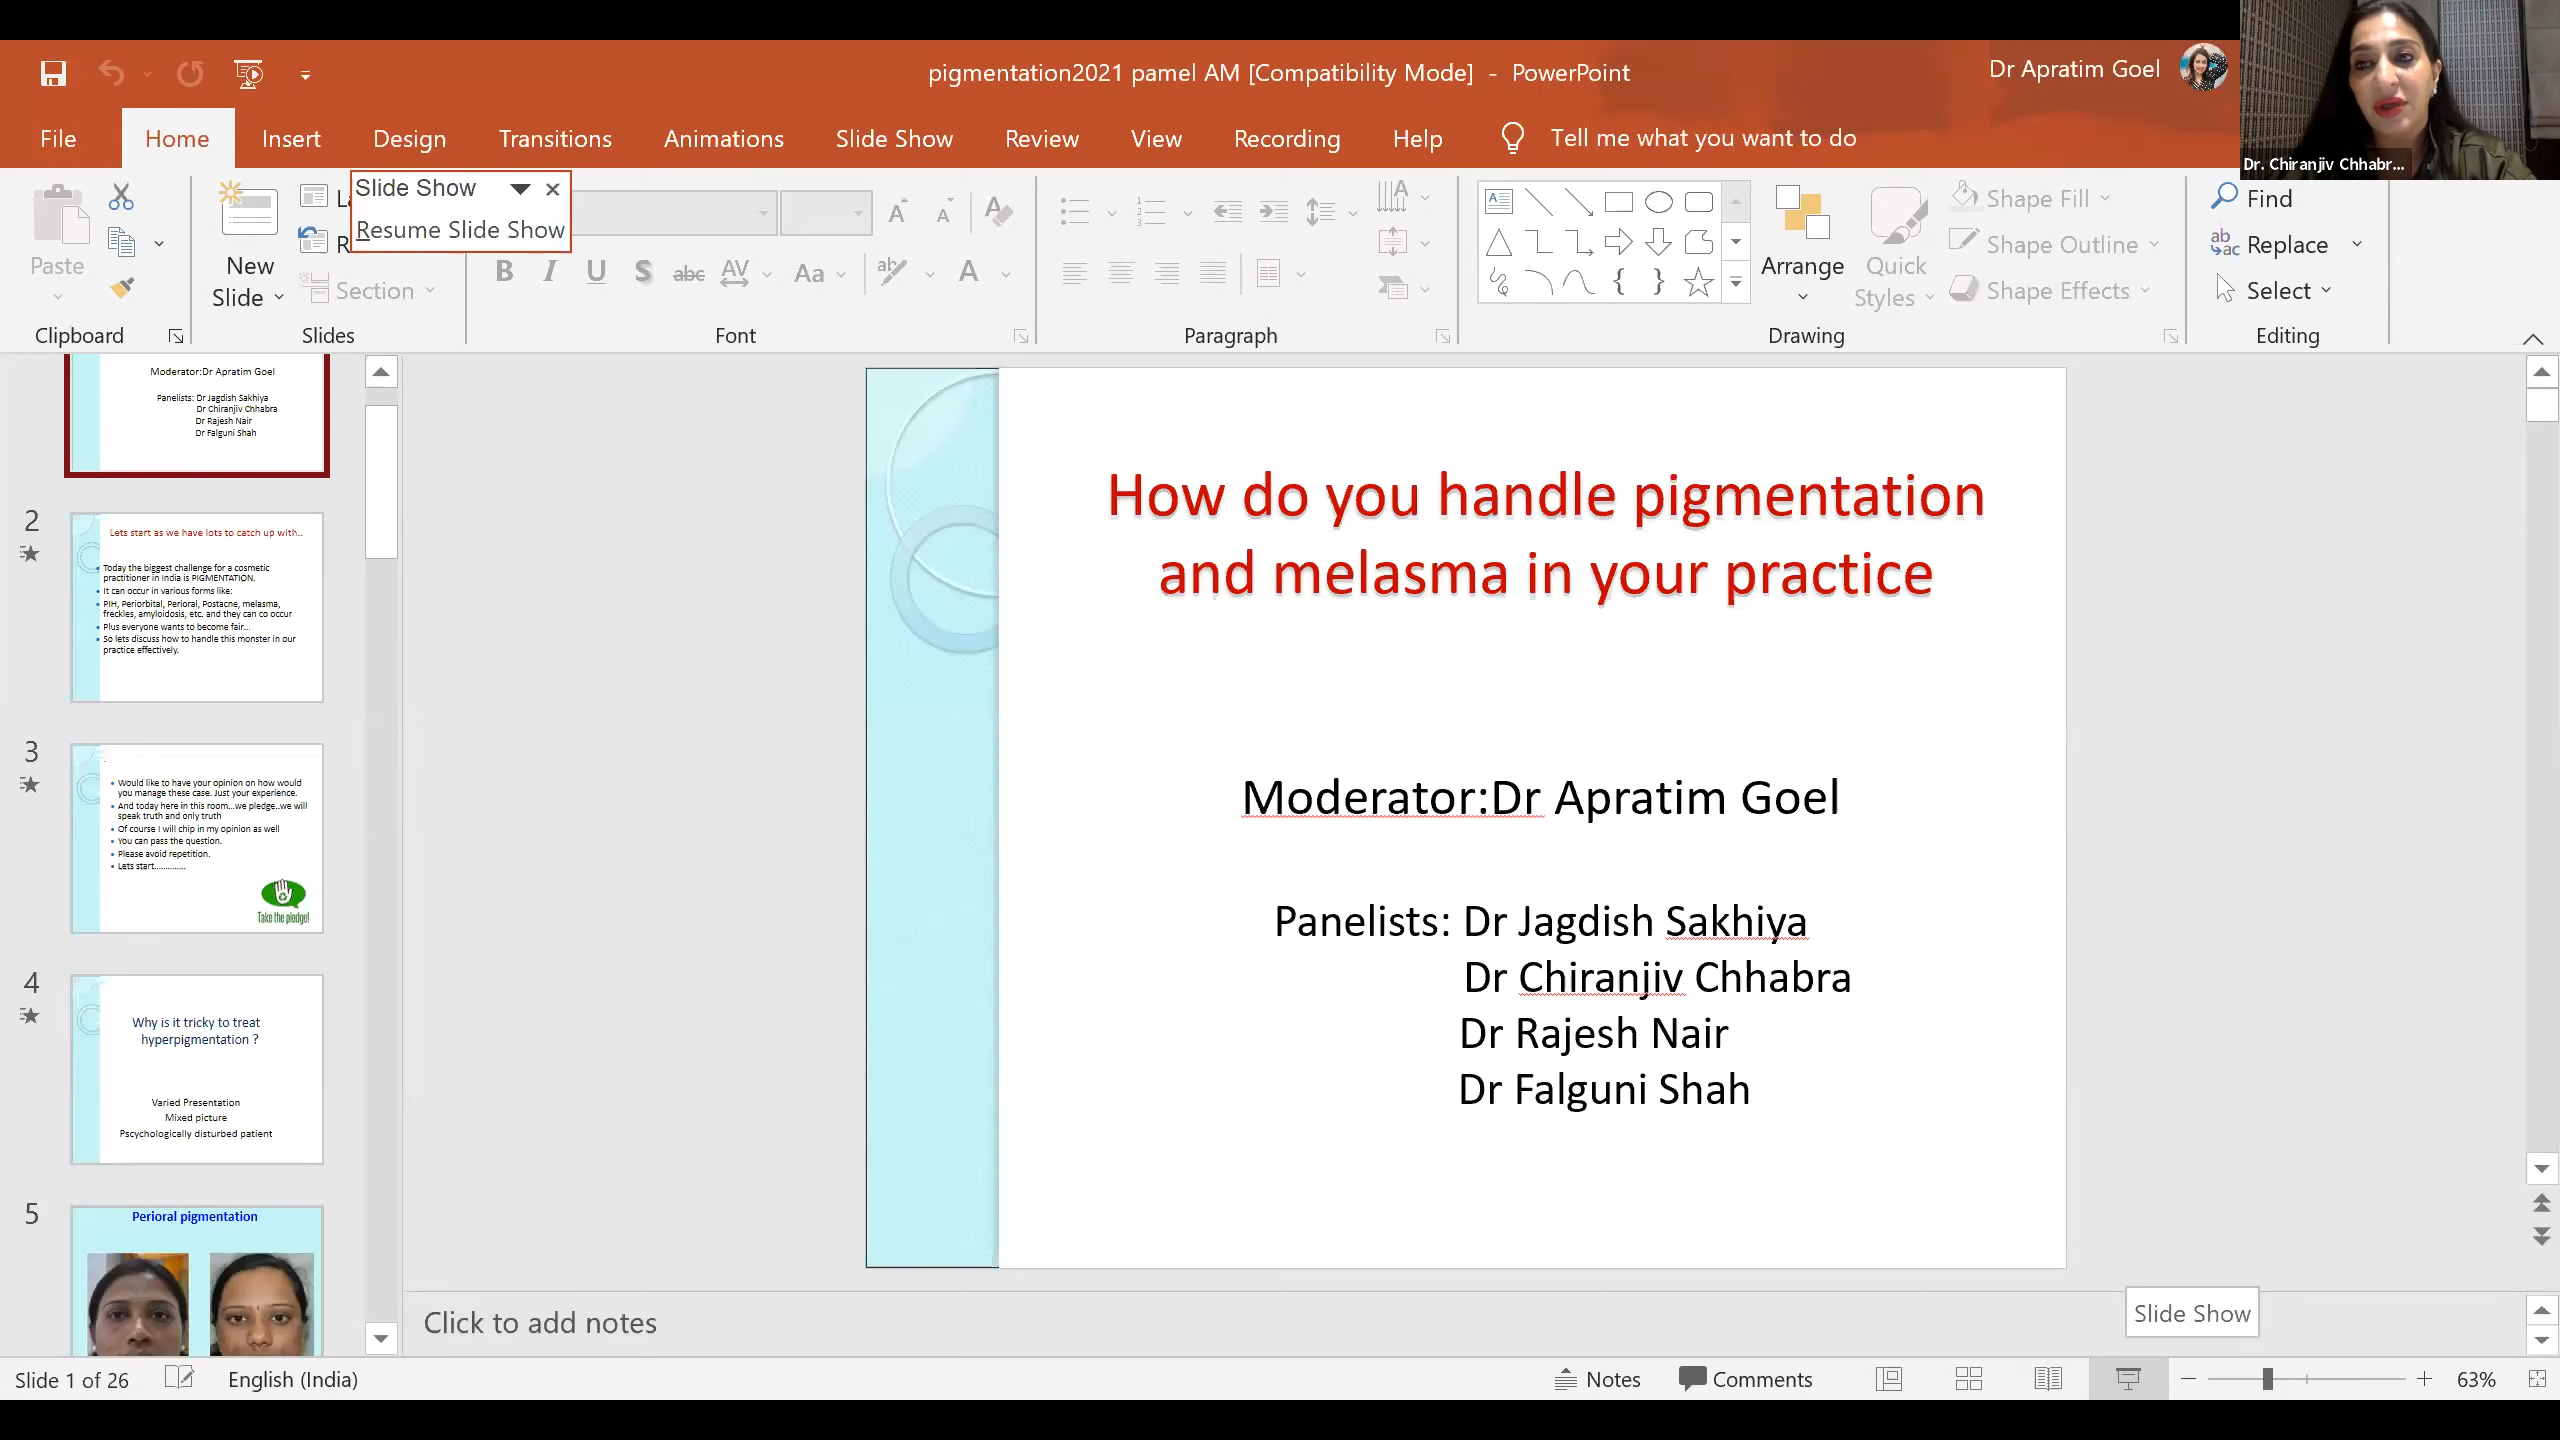 pigmentation2021 pamel AM [Compatibility Mode] - PowerPoint
Dr Apratim Goel
Dr. Chiranjiv Chhabr...
File
Home
Insert
Design
Transitions
Animations
Slide Show
Review
View
Recording
Help
Tell me what you want to do
Paste
New
Slide
Slide Show
Resume Slide Show
Section
Shape Fill
Shape Outline
Shape Effects
Arrange
Quick
Styles
Find
Replace
Select
Clipboard
Slides
Font
Paragraph
Drawing
Editing
Moderator:Dr Apratim Goel
Panelists: Dr Jagdish Sakhiya
Dr Chiranjiv Chhabra
Dr Rajesh Nair
Dr Falguni Shah
2
Lets start as we have lots to catch up with..
Today the biggest challenge for a cosmetic
practitioner in India is PIGMENTATION.
It can occur in various forms like:
PIH, Periorbital, Perioral, Postacne, melasma,
freckles, amyloidosis, etc. and they can co occur
Plus everyone wants to become fair...
So lets discuss how to handle this monster in our
practice effectively.
3
Would like to have your opinion on how would
you manage these case. Just your experience.
And today here in this room...we pledge..we will
speak truth and only truth
Of course I will chip in my opinion as well
You can pass the question.
Please avoid repetition.
Lets start.............
Take the pledge!
4
Why is it tricky to treat
hyperpigmentation ?
Varied Presentation
Mixed picture
Pscychologically disturbed patient
5
Perioral pigmentation
How do you handle pigmentation
and melasma in your practice
Moderator:Dr Apratim Goel
Panelists: Dr Jagdish Sakhiya
Dr Chiranjiv Chhabra
Dr Rajesh Nair
Dr Falguni Shah
Click to add notes
Slide Show
Slide 1 of 26
English (India)
Notes
Comments
63%